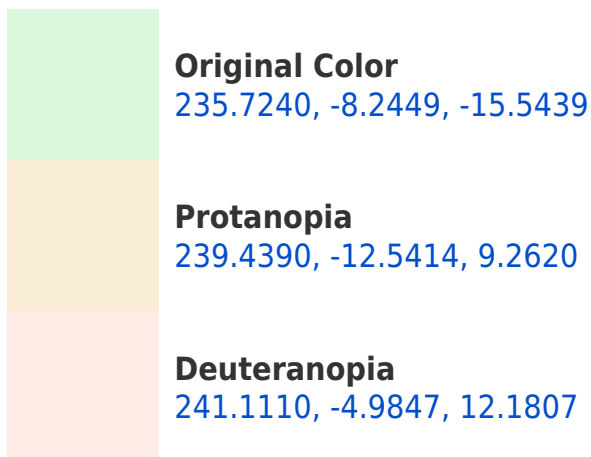 Original Color
235.7240, -8.2449, -15.5439
Protanopia
239.4390, -12.5414, 9.2620
Deuteranopia
241.1110, -4.9847, 12.1807